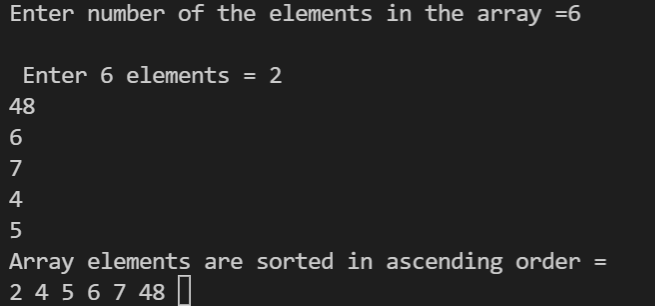 Enter number of the elements in the array =6
Enter 6 elements = 2
48
6
7
4
5
Array elements are sorted in ascending order =
2 4 5 6 7 48